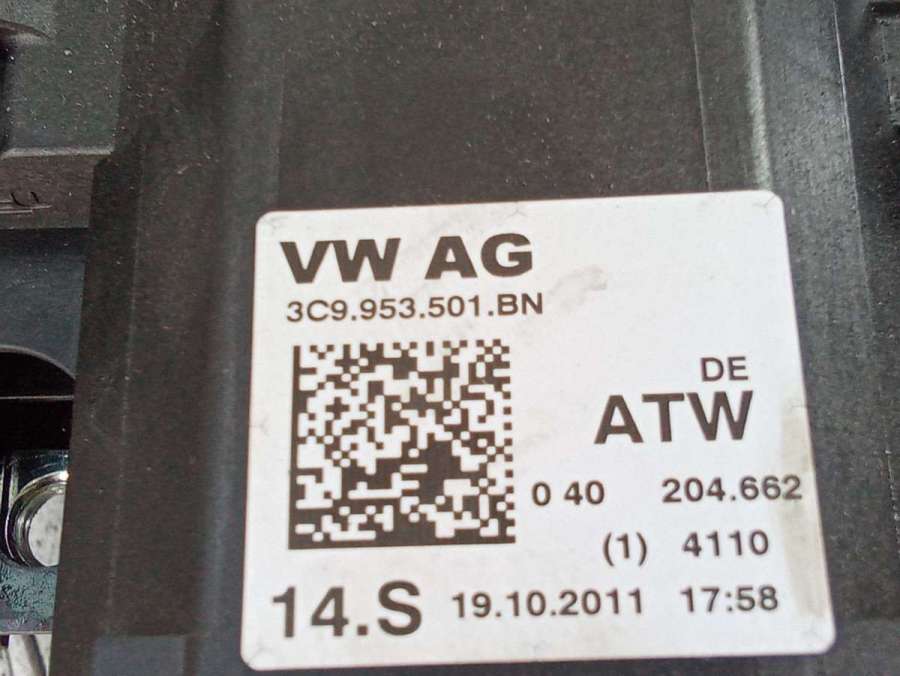 VW AG
3C9.953.501.BN
DE
ATW
0 40 204.662
(1) 4110
14.S 19.10.2011 17:58